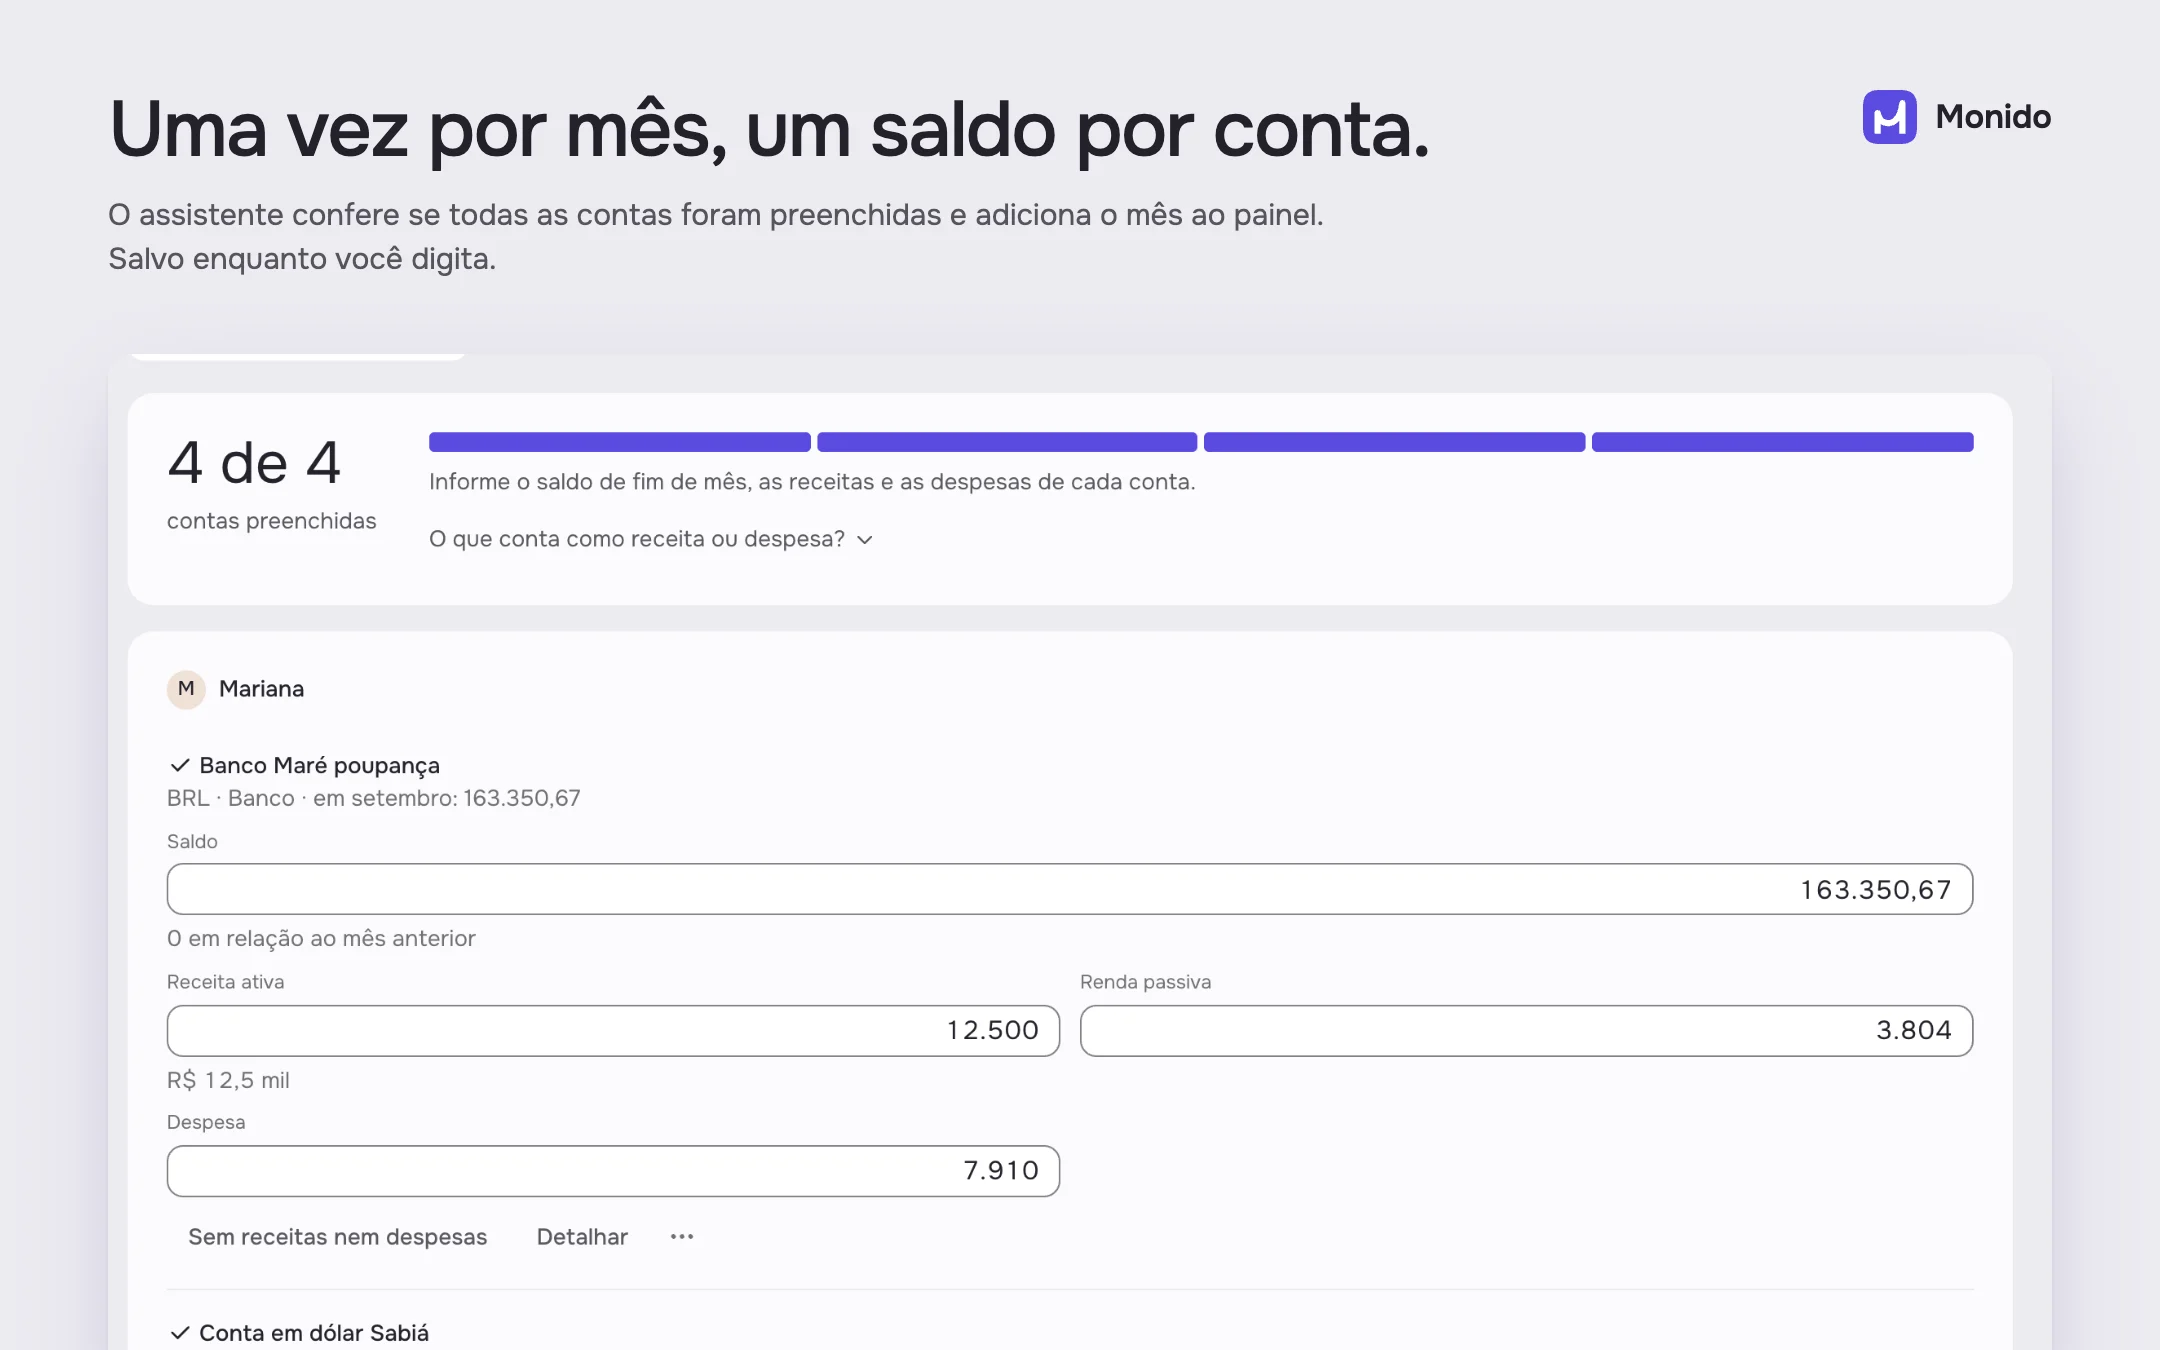 Uma vez por mês, um saldo por conta.
Monido
O assistente confere se todas as contas foram preenchidas e adiciona o mês ao painel.
Salvo enquanto você digita.
4 de 4
contas preenchidas
Informe o saldo de fim de mês, as receitas e as despesas de cada conta.
O que conta como receita ou despesa?
M Mariana
Banco Maré poupança
BRL · Banco · em setembro: 163.350,67
Saldo
163.350,67
0 em relação ao mês anterior
Receita ativa
12.500
R$ 12,5 mil
Renda passiva
3.804
Despesa
7.910
Sem receitas nem despesas Detalhar ···
Conta em dólar Sabiá